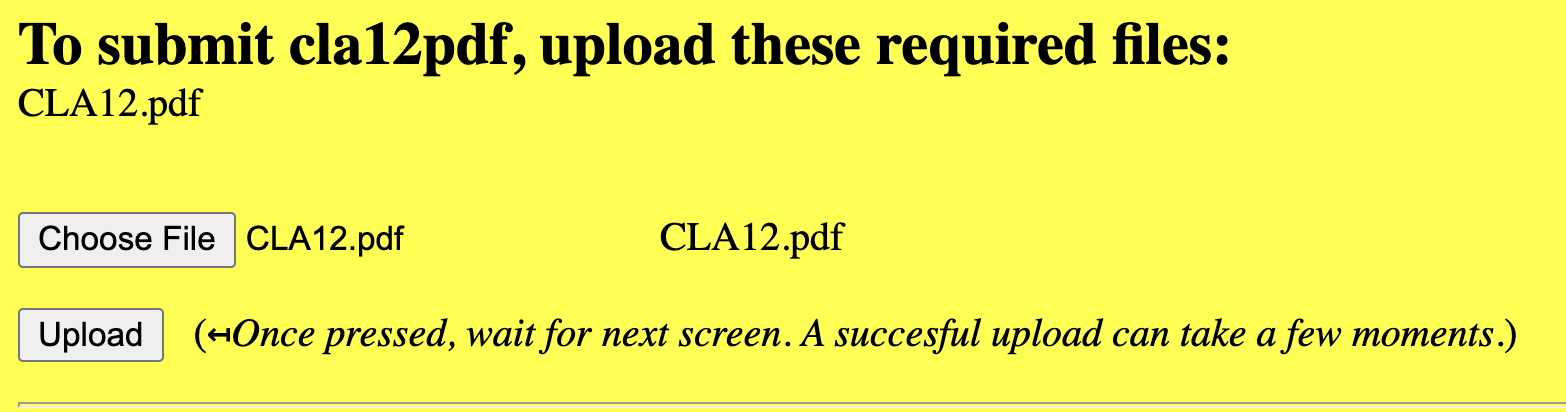 To submit cla12pdf, upload these required files:
CLA12.pdf
Choose File CLA12.pdf CLA12.pdf
Upload (↤Once pressed, wait for next screen. A succesful upload can take a few moments.)